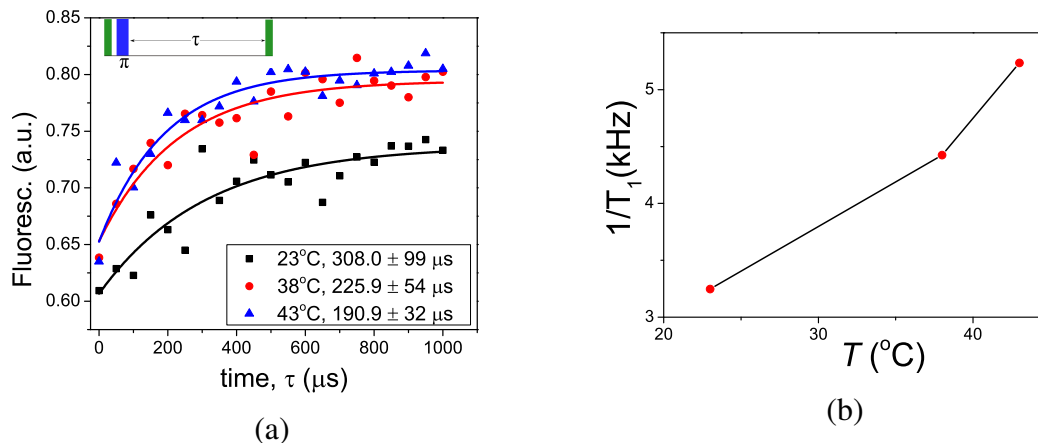 0.85
0.80
0.75
0.70
0.65
0.60
Fluoresc. (a.u.)
τ
π
23°C, 308.0 ± 99 μs
38°C, 225.9 ± 54 μs
43°C, 190.9 ± 32 μs
0 200 400 600 800 1000
time, τ (μs)
(a)
5
4
3
1/T₁(kHz)
20 30 40
T (°C)
(b)